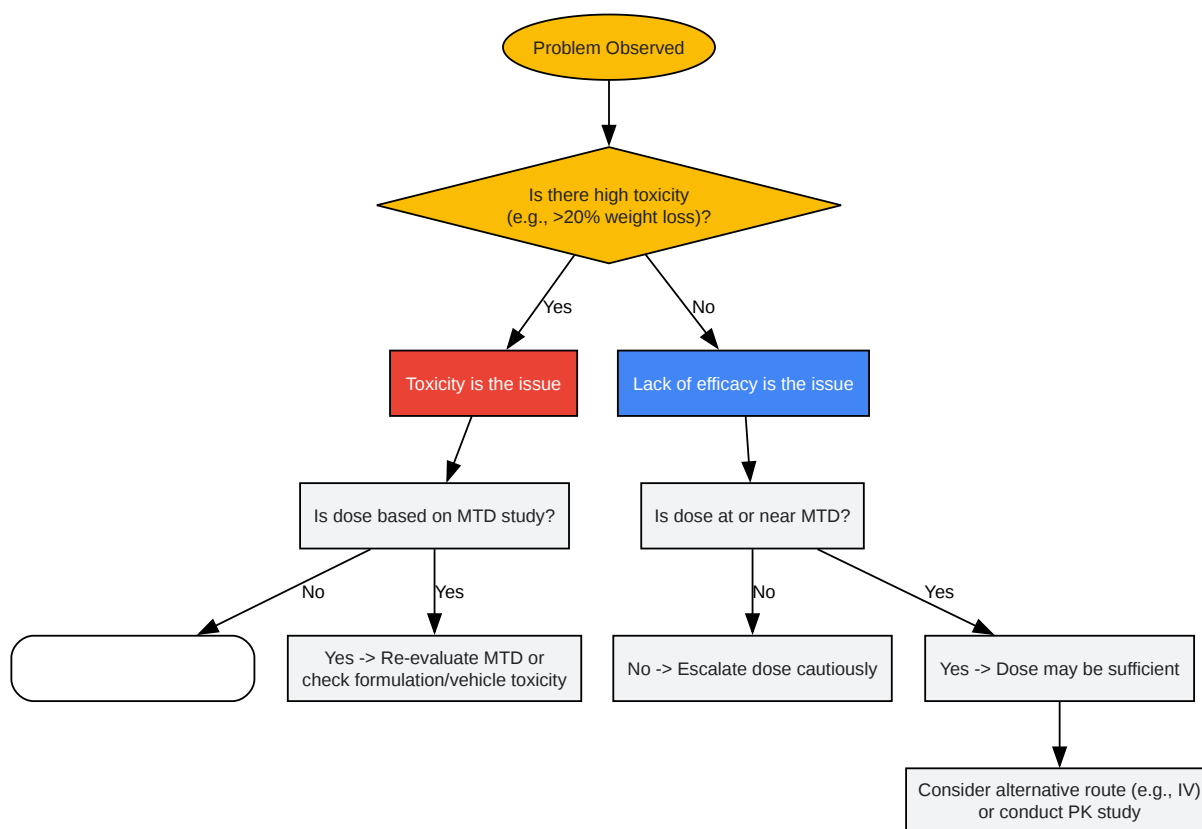 Problem Observed
Is there high toxicity
(e.g., >20% weight loss)?
Yes
No
Toxicity is the issue
Lack of efficacy is the issue
Is dose based on MTD study?
Is dose at or near MTD?
No
Yes
No
Yes
Yes -> Re-evaluate MTD or
check formulation/vehicle toxicity
No -> Escalate dose cautiously
Yes -> Dose may be sufficient
Consider alternative route (e.g., IV)
or conduct PK study